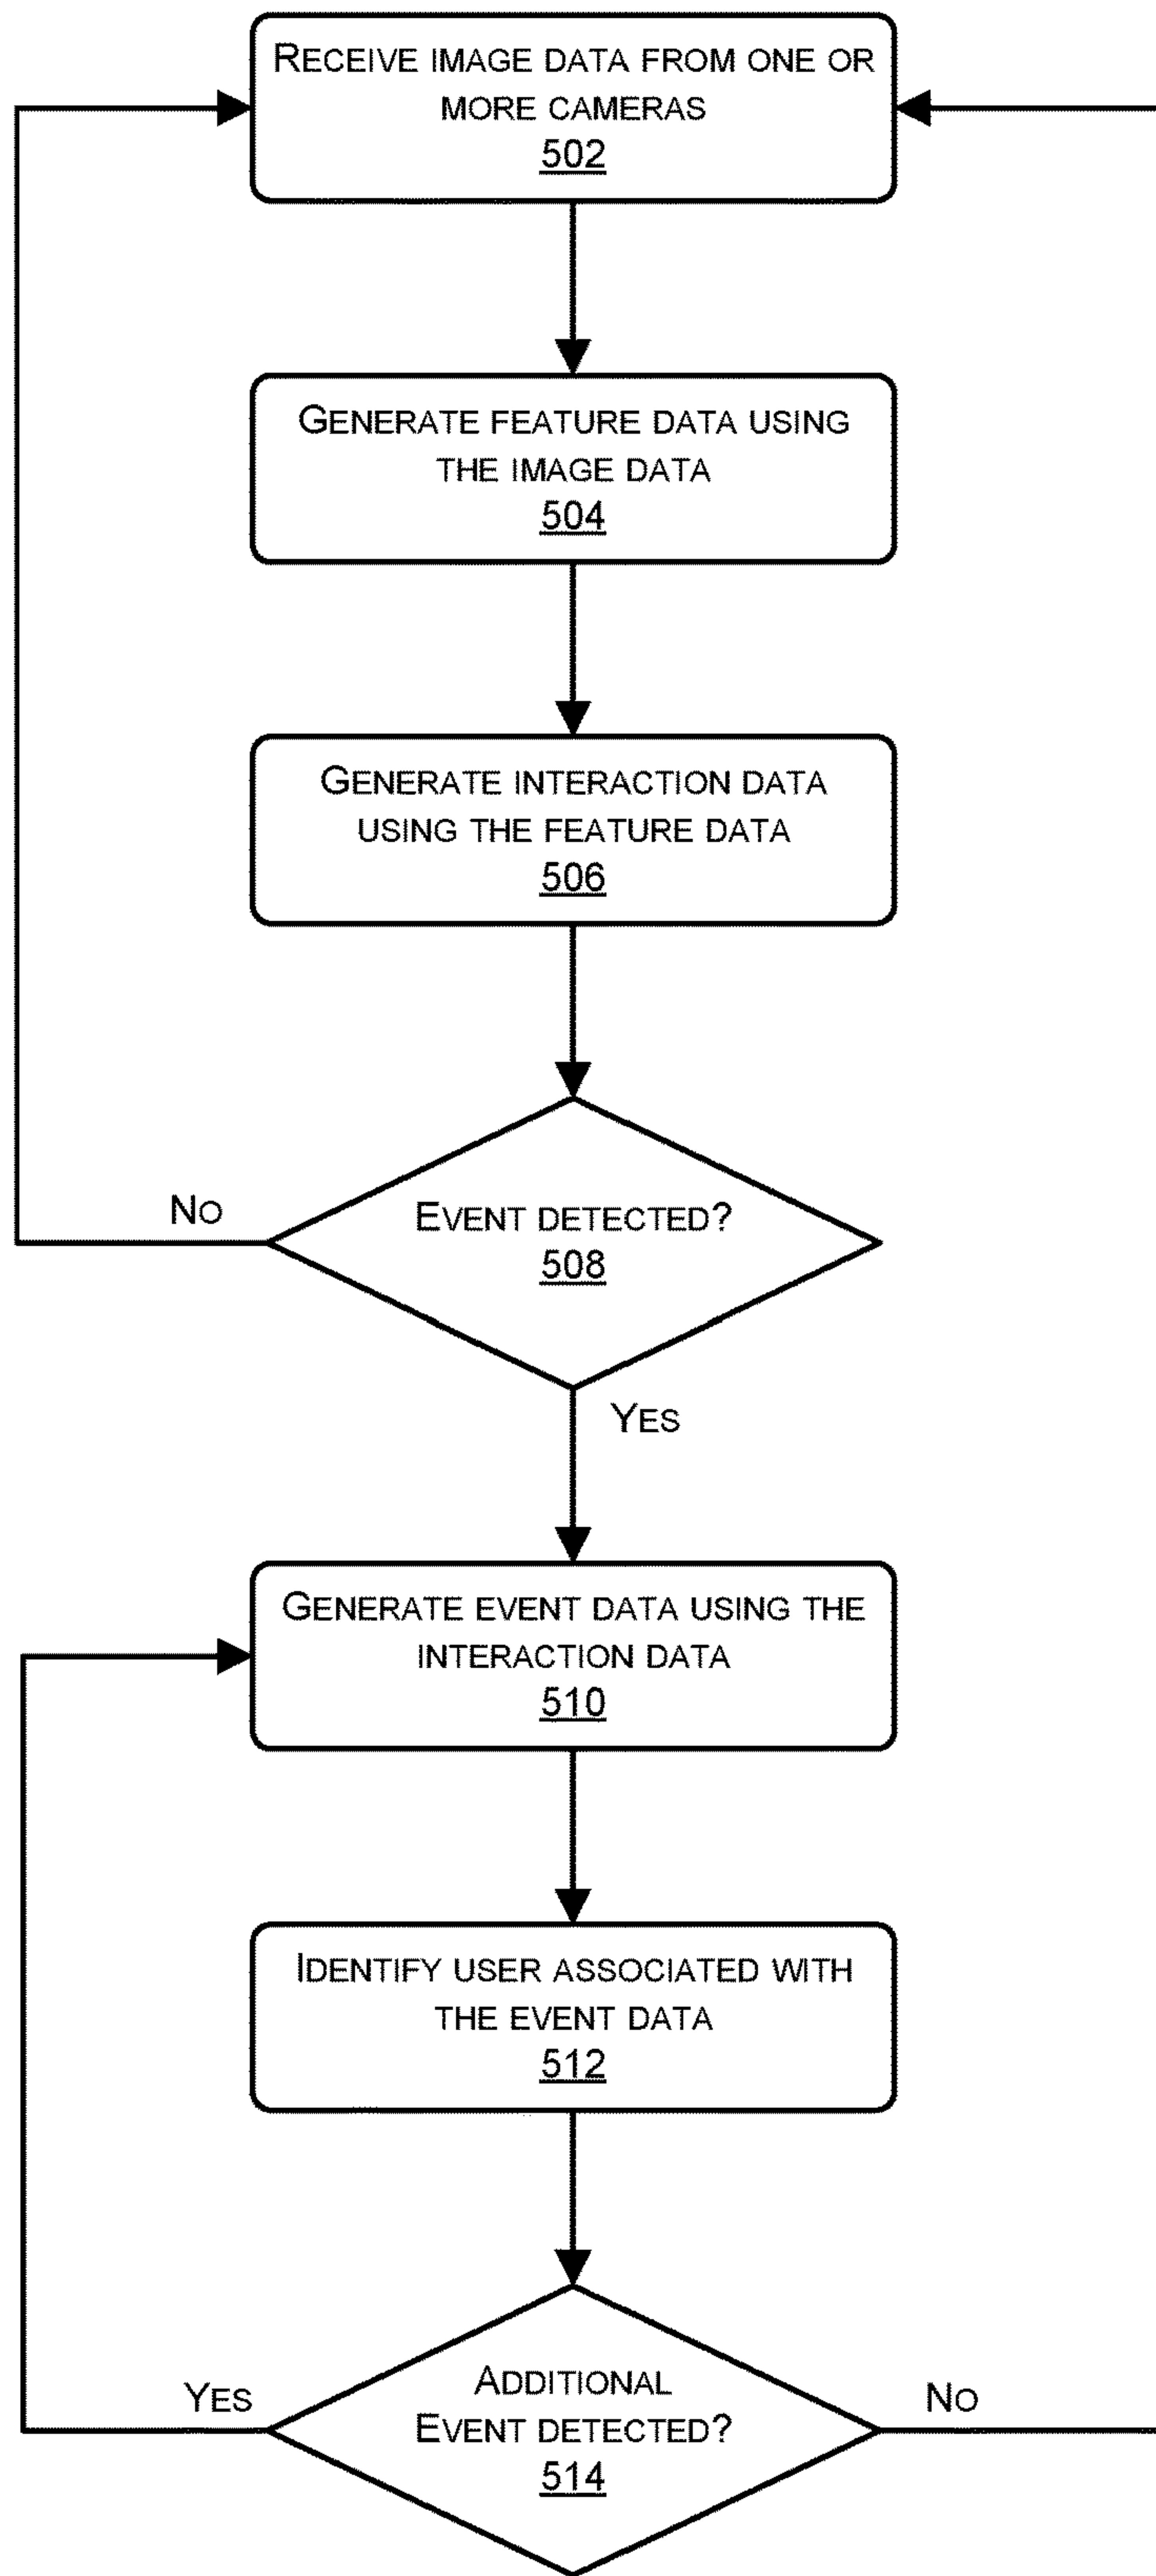 RECEIVE IMAGE DATA FROM ONE OR
MORE CAMERAS
502
GENERATE FEATURE DATA USING
THE IMAGE DATA
504
GENERATE INTERACTION DATA
USING THE FEATURE DATA
506
NO
EVENT DETECTED?
508
YES
GENERATE EVENT DATA USING THE
INTERACTION DATA
510
IDENTIFY USER ASSOCIATED WITH
THE EVENT DATA
512
YES
ADDITIONAL
EVENT DETECTED?
514
NO